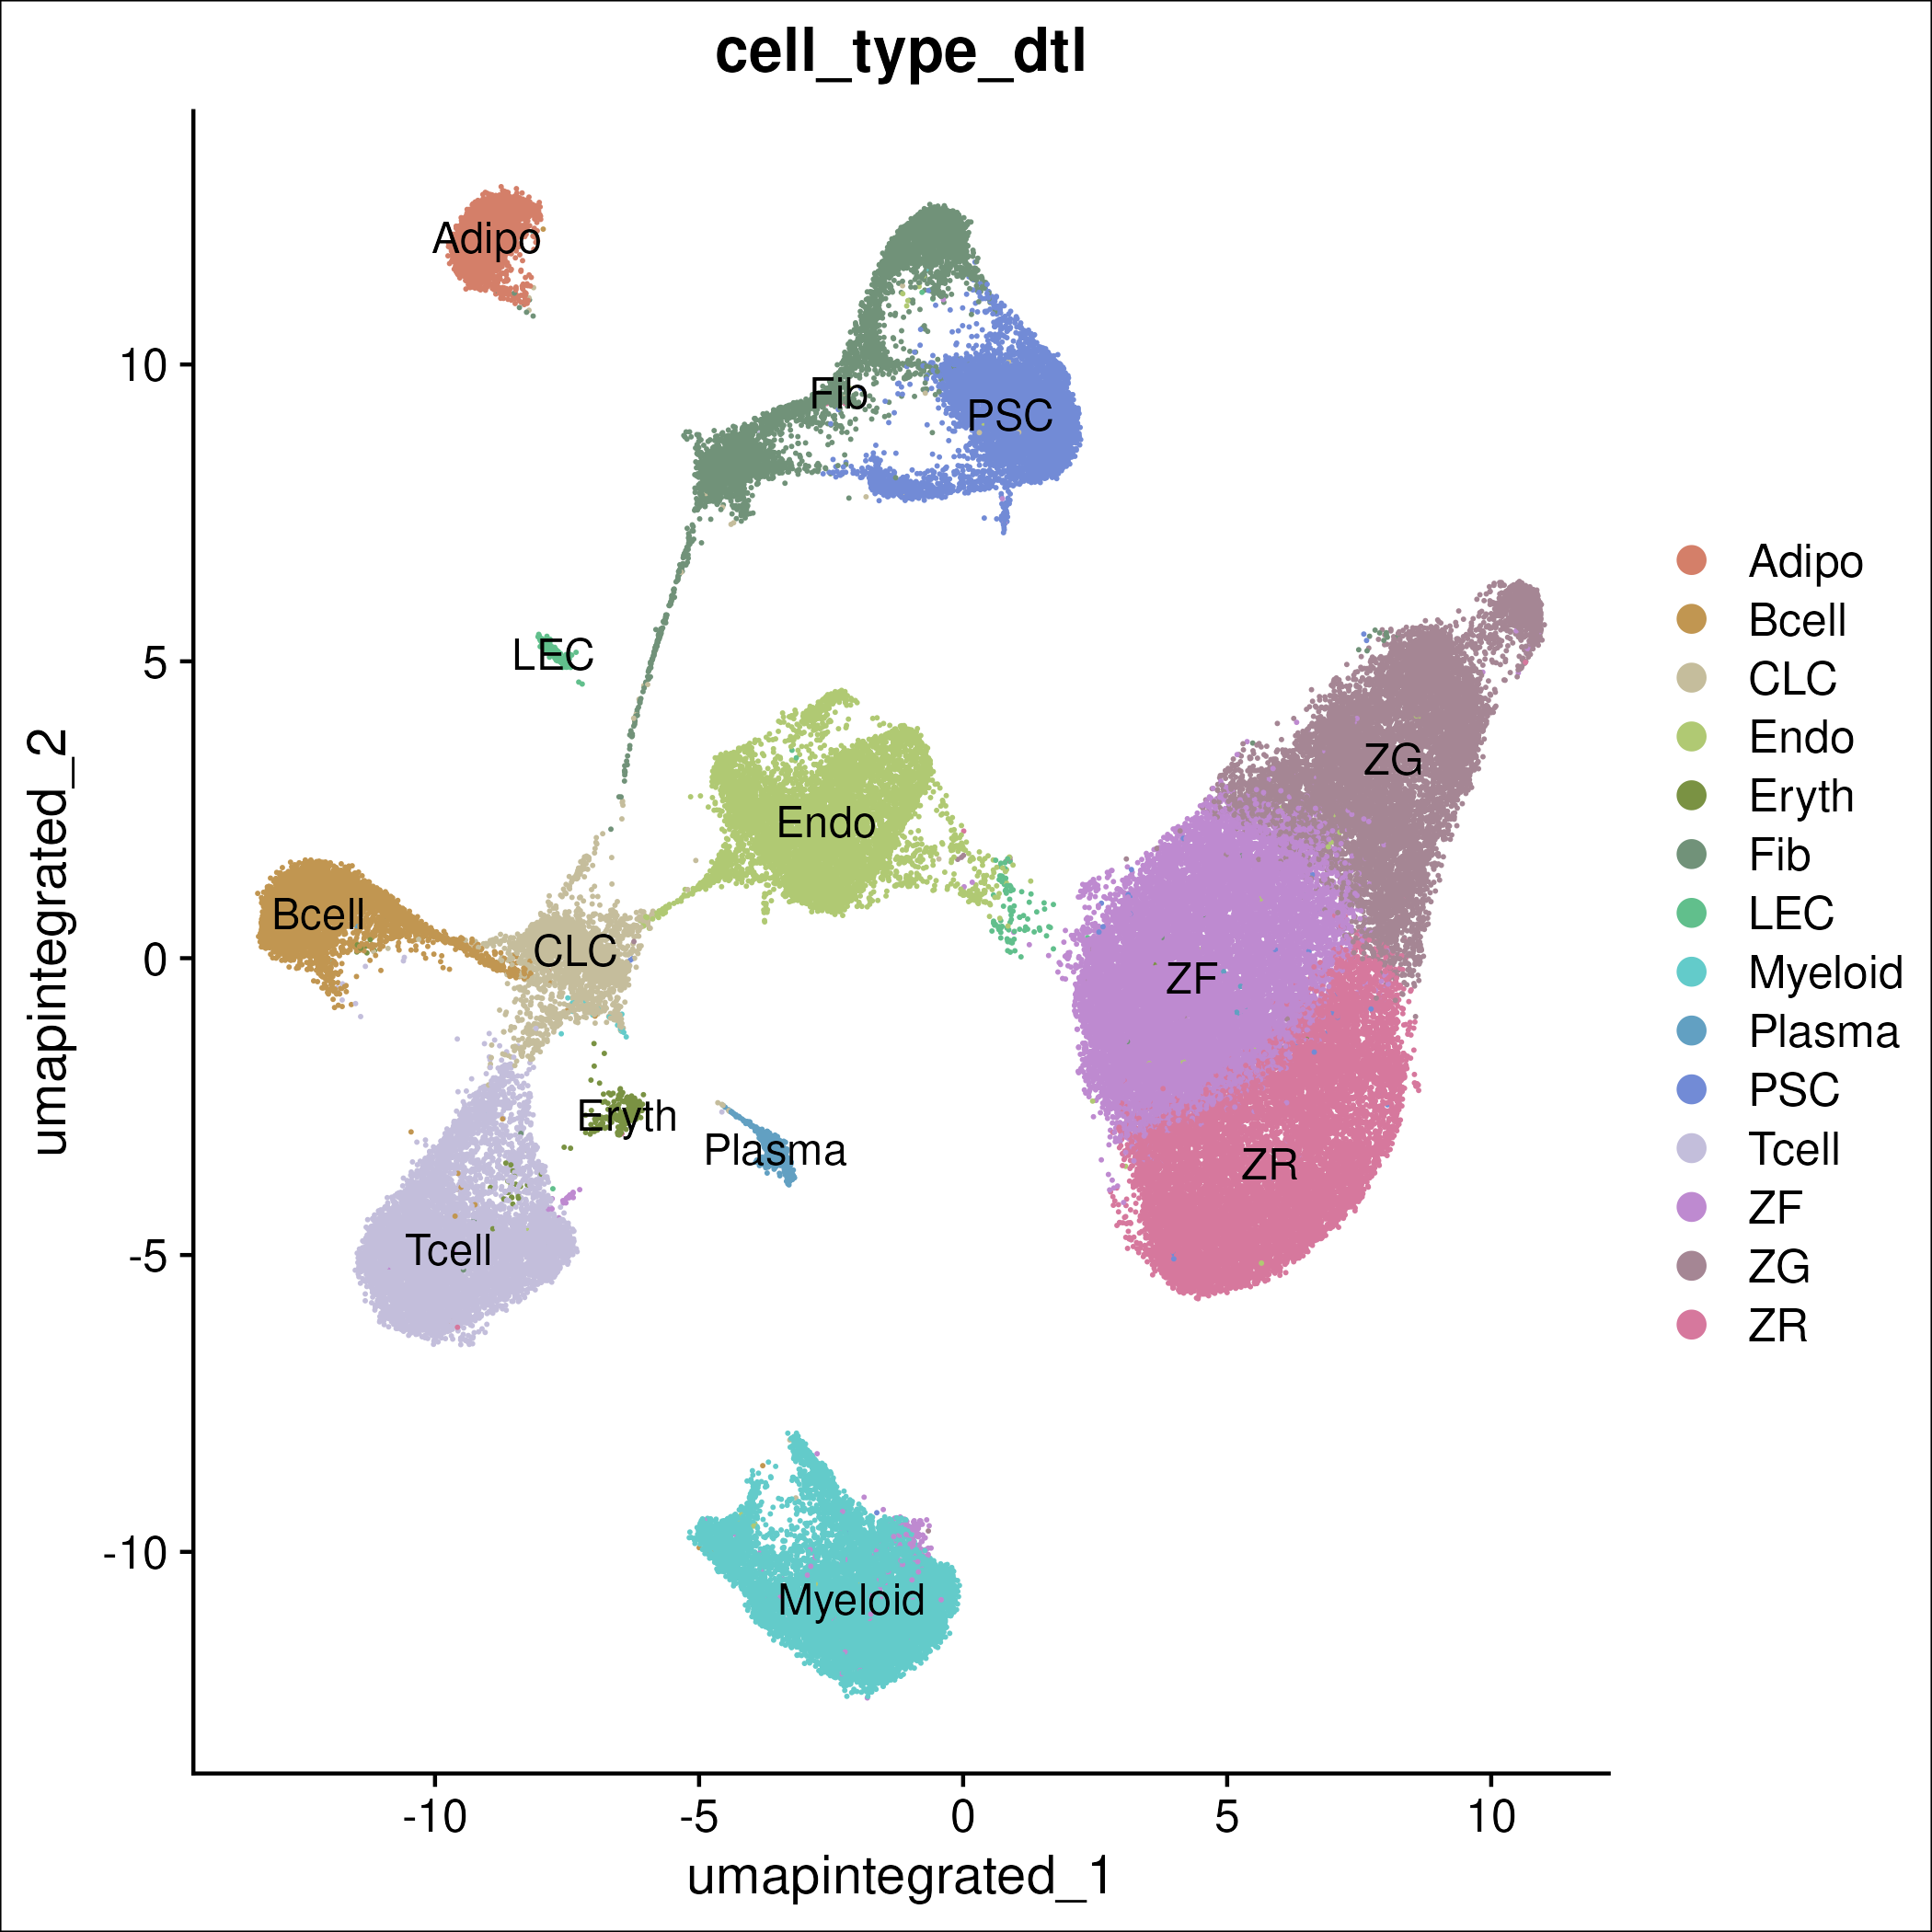 cell_type_dtl
umapintegrated_2
10
5
0
-5
-10
Adipo
Fib
PSC
LEC
ZG
Endo
Bcell
CLC
ZF
Eryth
Plasma
ZR
Tcell
Myeloid
-10
-5
0
5
10
umapintegrated_1
Adipo
Bcell
CLC
Endo
Eryth
Fib
LEC
Myeloid
Plasma
PSC
Tcell
ZF
ZG
ZR